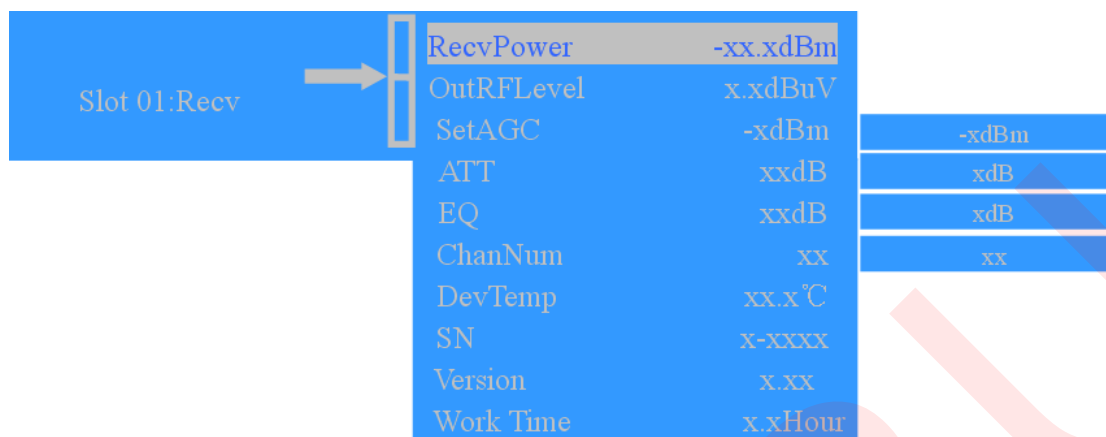 Slot 01:Recv
RecvPower -xx.xdBm
OutRFLevel x.xdBuV
SetAGC -xdBm -xdBm
ATT xxdB xdB
EQ xxdB xdB
ChanNum xx xx
DevTemp xx.x℃
SN x-xxxx
Version x.xx
Work Time x.xHour